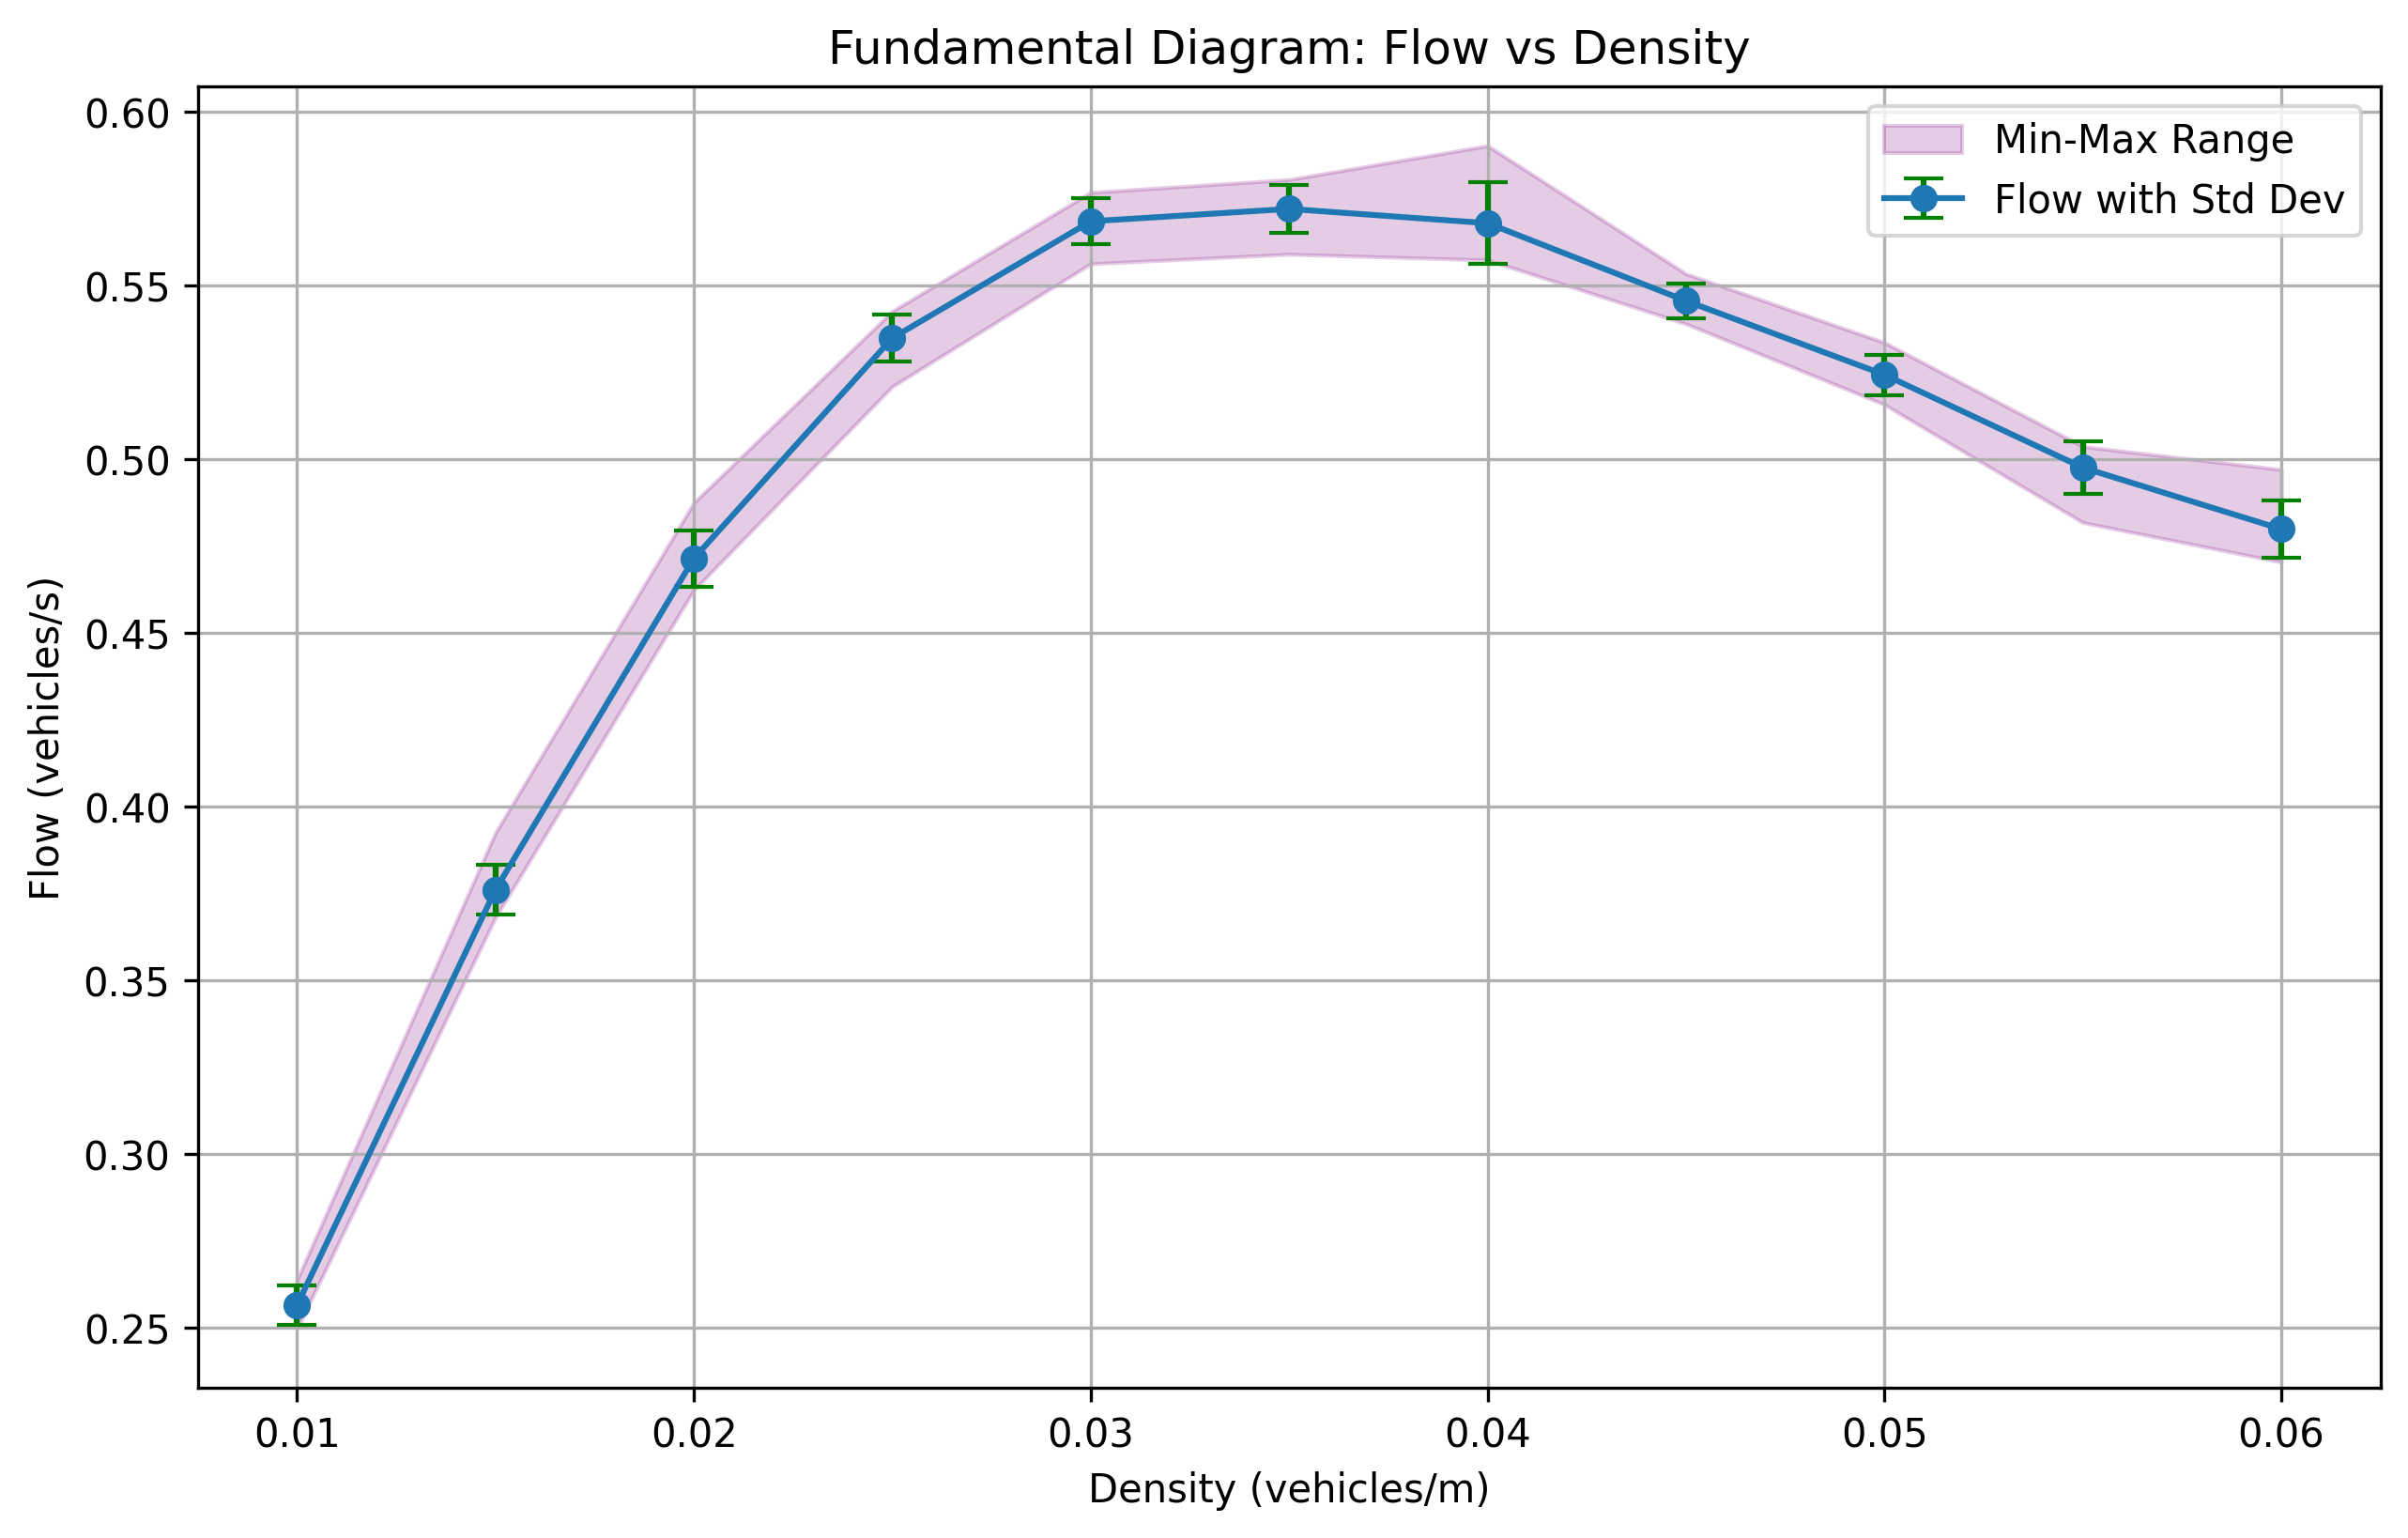 Fundamental Diagram: Flow vs Density
Min-Max Range
Flow with Std Dev
Flow (vehicles/s)
0.60
0.55
0.50
0.45
0.40
0.35
0.30
0.25
0.01 0.02 0.03 0.04 0.05 0.06
Density (vehicles/m)